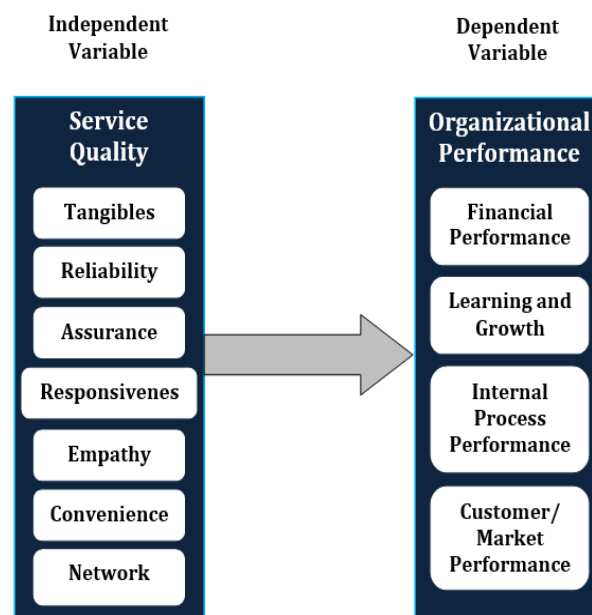 Independent
Variable
Service
Quality
Tangibles
Reliability
Assurance
Responsivenes
Empathy
Convenience
Network
Dependent
Variable
Organizational
Performance
Financial
Performance
Learning and
Growth
Internal
Process
Performance
Customer/
Market
Performance